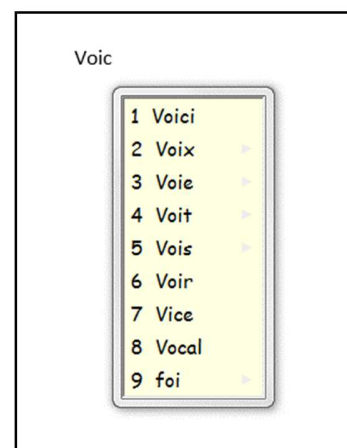 Voic
1 Voici
2 Voix
3 Voie
4 Voit
5 Vois
6 Voir
7 Vice
8 Vocal
9 foi